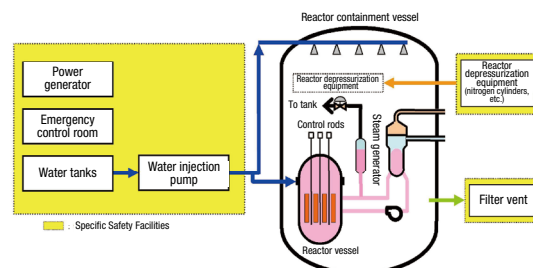 Reactor containment vessel
Power
generator
Emergency
control room
Water tanks
Water injection
pump
Specific Safety Facilities
Reactor depressurization
equipment
To tank
Control rods
Steam generator
Reactor vessel
Reactor
depressurization
equipment
(nitrogen cylinders,
etc.)
Filter vent